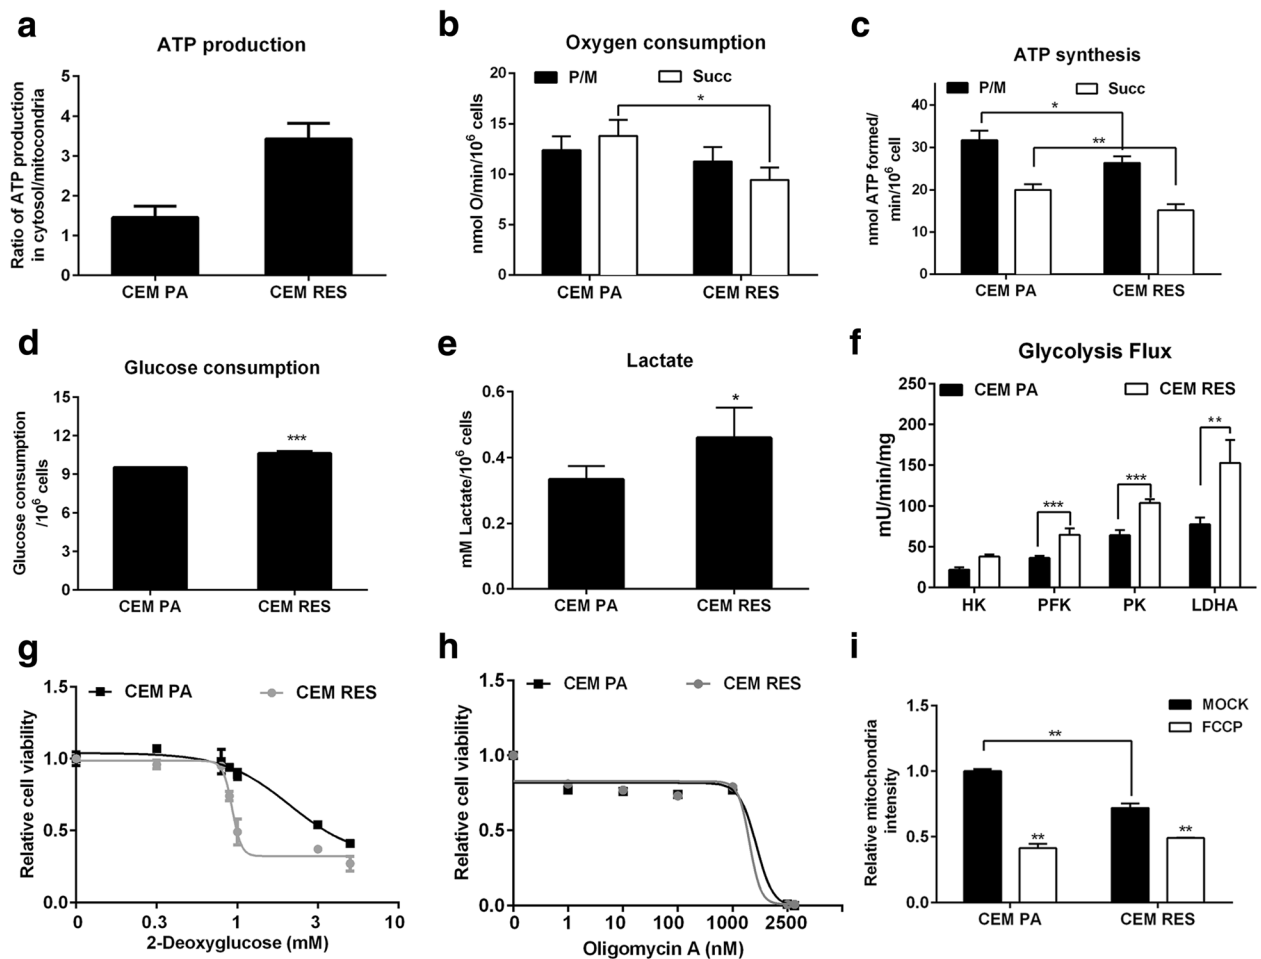 a
ATP production
Ratio of ATP production
in cytosol/mitocondria
5
4
3
2
1
0
CEM PA
CEM RES
b
Oxygen consumption
P/M
Succ
nmol O/min/10⁶ cells
20
15
10
5
0
*
CEM PA
CEM RES
c
ATP synthesis
P/M
Succ
nmol ATP formed/
min/10⁶ cell
40
30
20
10
0
*
**
CEM PA
CEM RES
d
Glucose consumption
Glucose consumption
/10⁶ cells
15
12
9
6
3
0
***
CEM PA
CEM RES
e
Lactate
mM Lactate/10⁶ cells
0.6
0.4
0.2
0.0
*
CEM PA
CEM RES
f
Glycolysis Flux
CEM PA
CEM RES
mU/min/mg
250
200
150
100
50
0
***
***
**
HK
PFK
PK
LDHA
g
CEM PA
CEM RES
Relative cell viability
1.5
1.0
0.5
0.0
0
0.3
1
3
10
2-Deoxyglucose (mM)
h
CEM PA
CEM RES
Relative cell viability
1.5
1.0
0.5
0.0
0
1
10
100
1000
2500
Oligomycin A (nM)
i
MOCK
FCCP
Relative mitochondria
intensity
1.5
1.0
0.5
0.0
**
**
**
CEM PA
CEM RES